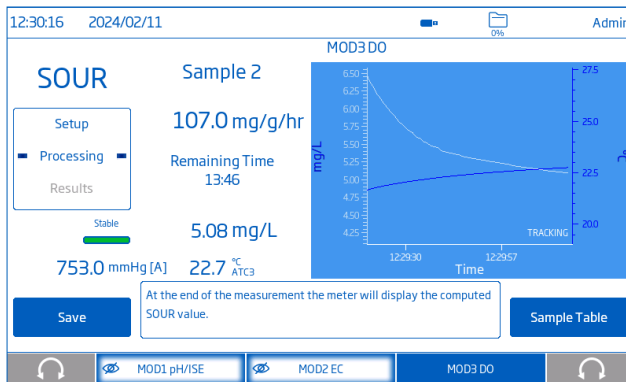 12:30:16 2024/02/11
0%
Admin
MOD3 DO
SOUR
Sample 2
Setup
Processing
Results
107.0 mg/g/hr
Remaining Time
13:46
Stable
5.08 mg/L
753.0 mmHg [A]
22.7 °C ATC3
mg/L
6.50
6.25
6.00
5.75
5.50
5.25
5.00
4.75
4.50
4.25
27.5
25.0
22.5
20.0
TRACKING
12:29:30
12:29:57
Time
Save
At the end of the measurement the meter will display the computed
SOUR value.
Sample Table
MOD1 pH/ISE
MOD2 EC
MOD3 DO